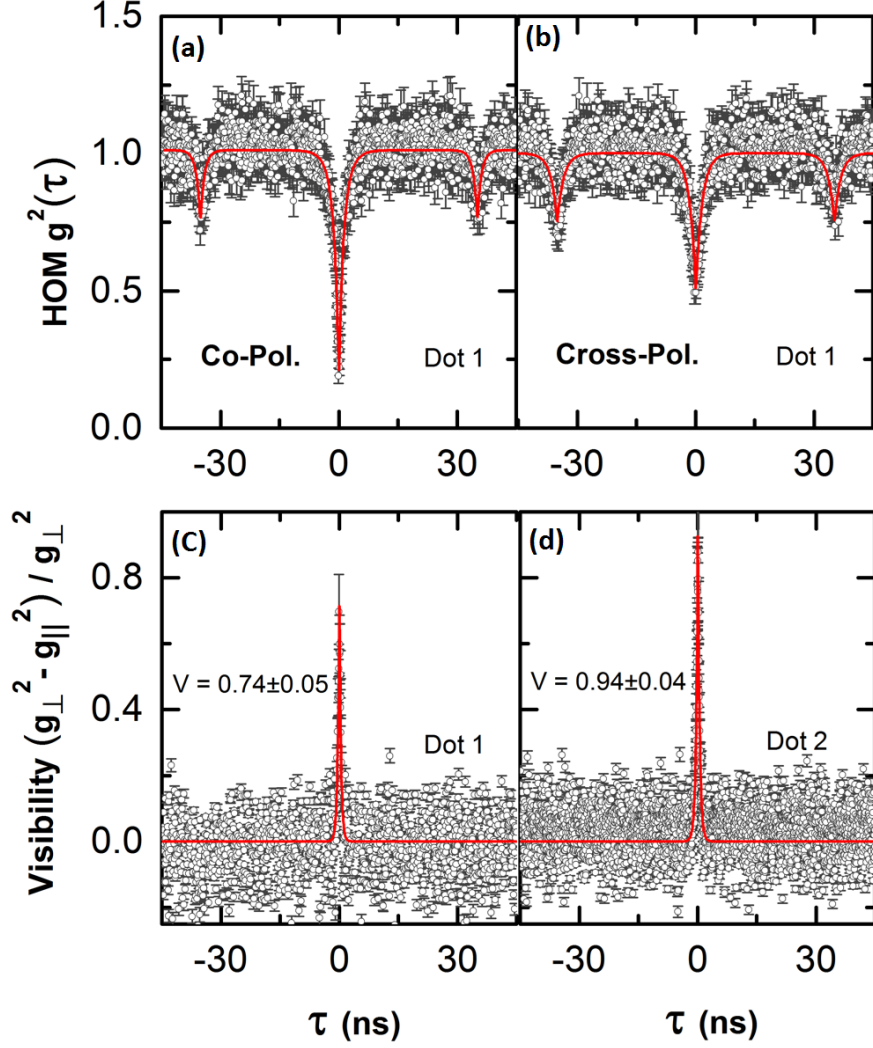 (a)
(b)
1.5
1.0
0.5
0.0
HOM g²(τ)
Co-Pol.
Dot 1
Cross-Pol.
Dot 1
-30
0
30
-30
0
30
(C)
(d)
0.8
0.4
0.0
Visibility (g⊥² - g||²) / g⊥²
V = 0.74±0.05
Dot 1
V = 0.94±0.04
Dot 2
-30
0
30
-30
0
30
τ (ns)
τ (ns)